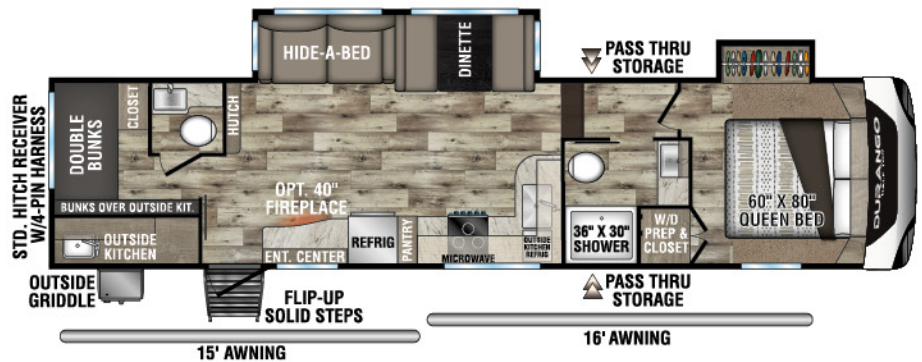 HIDE-A-BED
DINETTE
PASS THRU
STORAGE
STD. HITCH RECEIVER
W/4-PIN HARNESS
DOUBLE
BUNKS
CLOSET
HUTCH
DURANGO
60" X 80"
QUEEN BED
OPT. 40"
FIREPLACE
BUNKS OVER OUTSIDE KIT.
OUTSIDE
KITCHEN
ENT. CENTER
REFRIG
PANTRY
MICROWAVE
OUTSIDE
KITCHEN
REFRIG
36" X 30"
SHOWER
W/D
PREP &
CLOSET
OUTSIDE
GRIDDLE
FLIP-UP
SOLID STEPS
PASS THRU
STORAGE
15' AWNING
16' AWNING